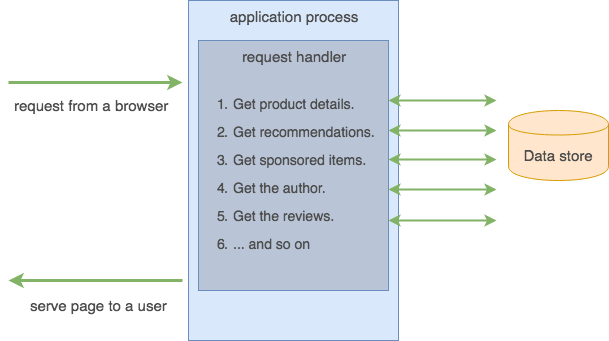 application process
request handler
request from a browser
1. Get product details.
2. Get recommendations.
3. Get sponsored items.
4. Get the author.
5. Get the reviews.
6. ... and so on
Data store
serve page to a user